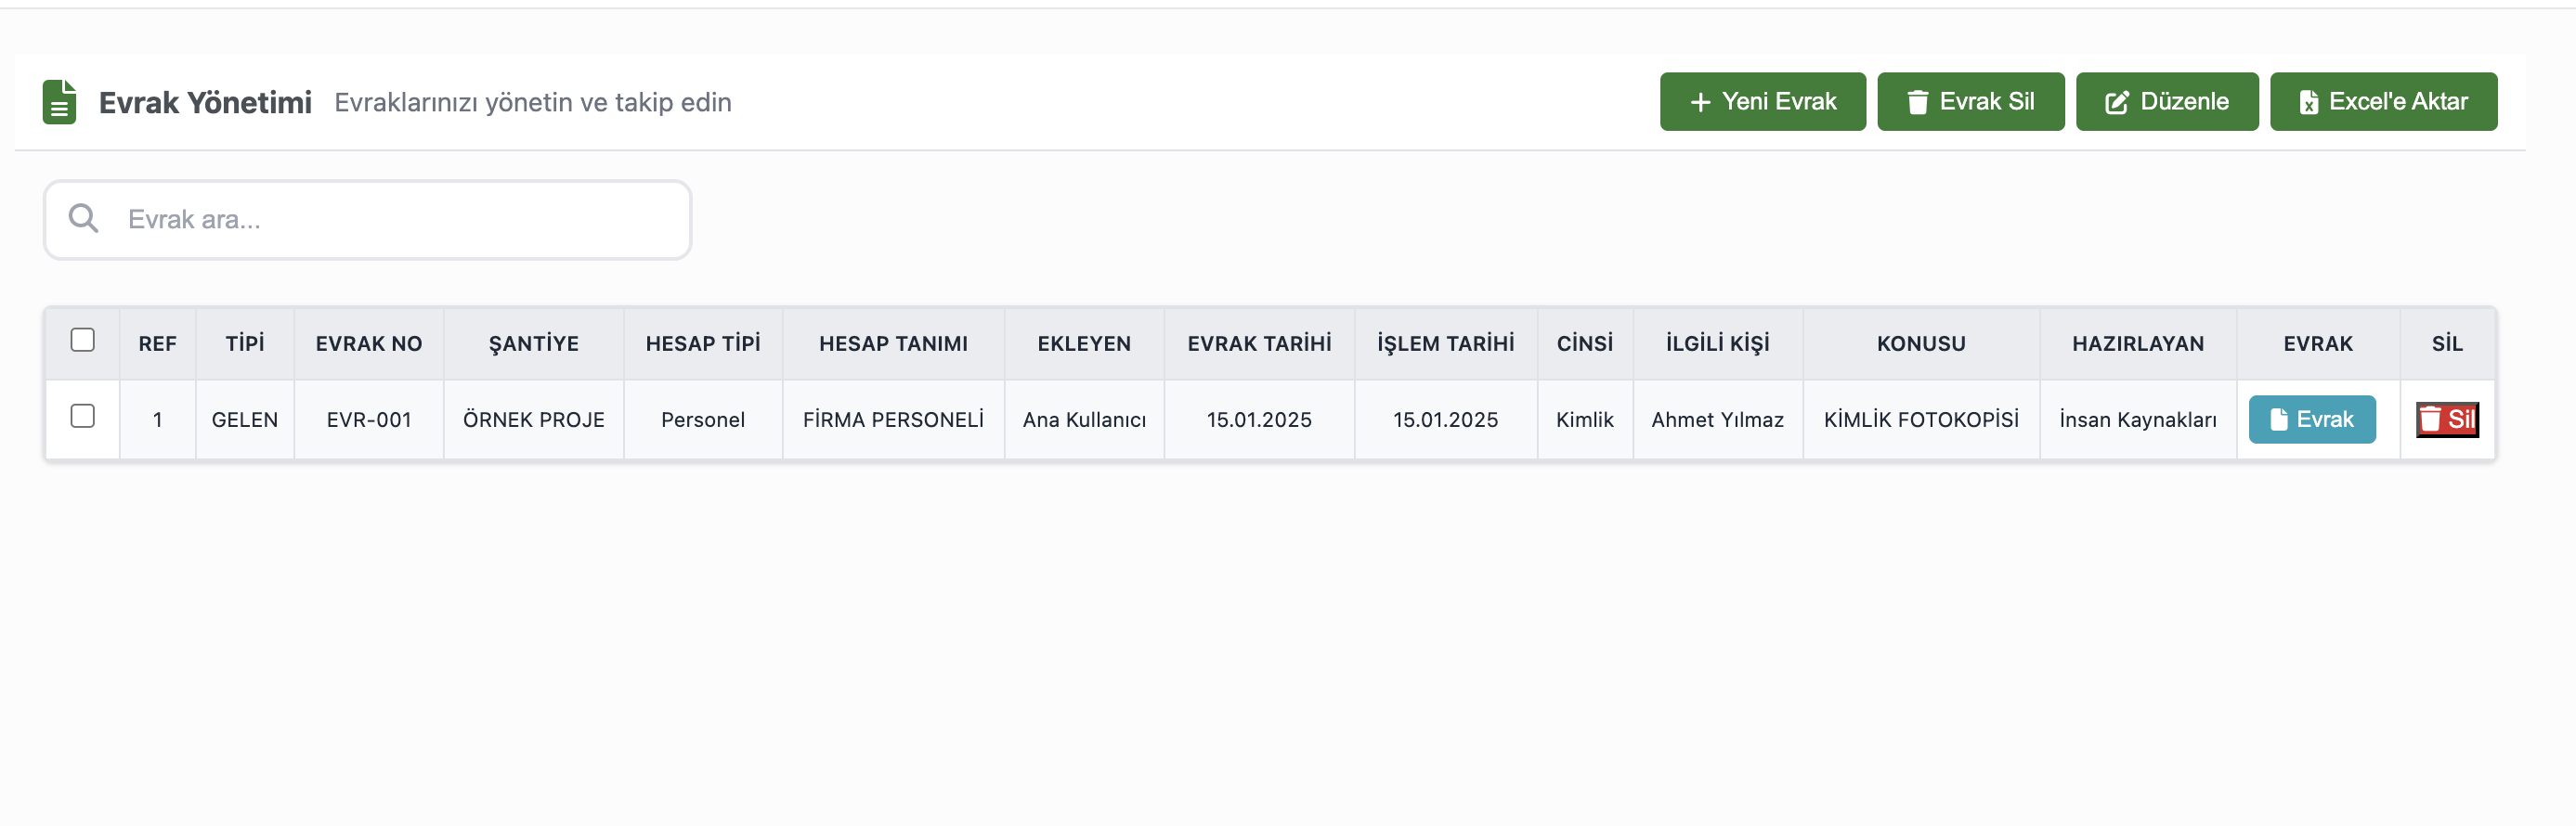 Evrak Yönetimi Evraklarınızı yönetin ve takip edin Yeni Evrak Evrak Sil Düzenle Excel'e Aktar
Evrak ara...
REF TİPİ EVRAK NO ŞANTİYE HESAP TİPİ HESAP TANIMI EKLEYEN EVRAK TARİHİ İŞLEM TARİHİ CİNSİ İLGİLİ KİŞİ KONUSU HAZIRLAYAN EVRAK SİL
1 GELEN EVR-001 ÖRNEK PROJE Personel FİRMA PERSONELİ Ana Kullanıcı 15.01.2025 15.01.2025 Kimlik Ahmet Yılmaz KİMLİK FOTOKOPİSİ İnsan Kaynakları Evrak Sil